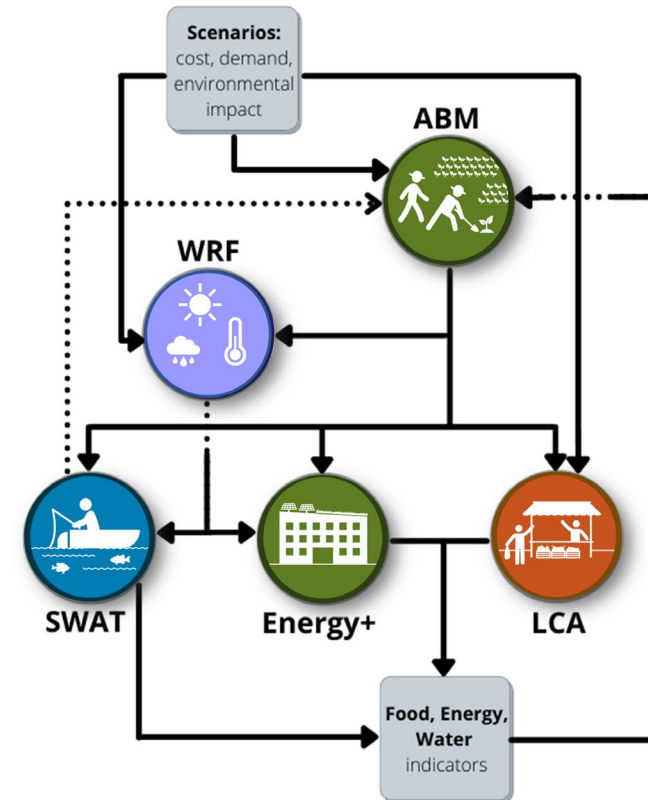 Scenarios:
cost, demand,
environmental
impact
ABM
WRF
SWAT
Energy+
LCA
Food, Energy,
Water
indicators